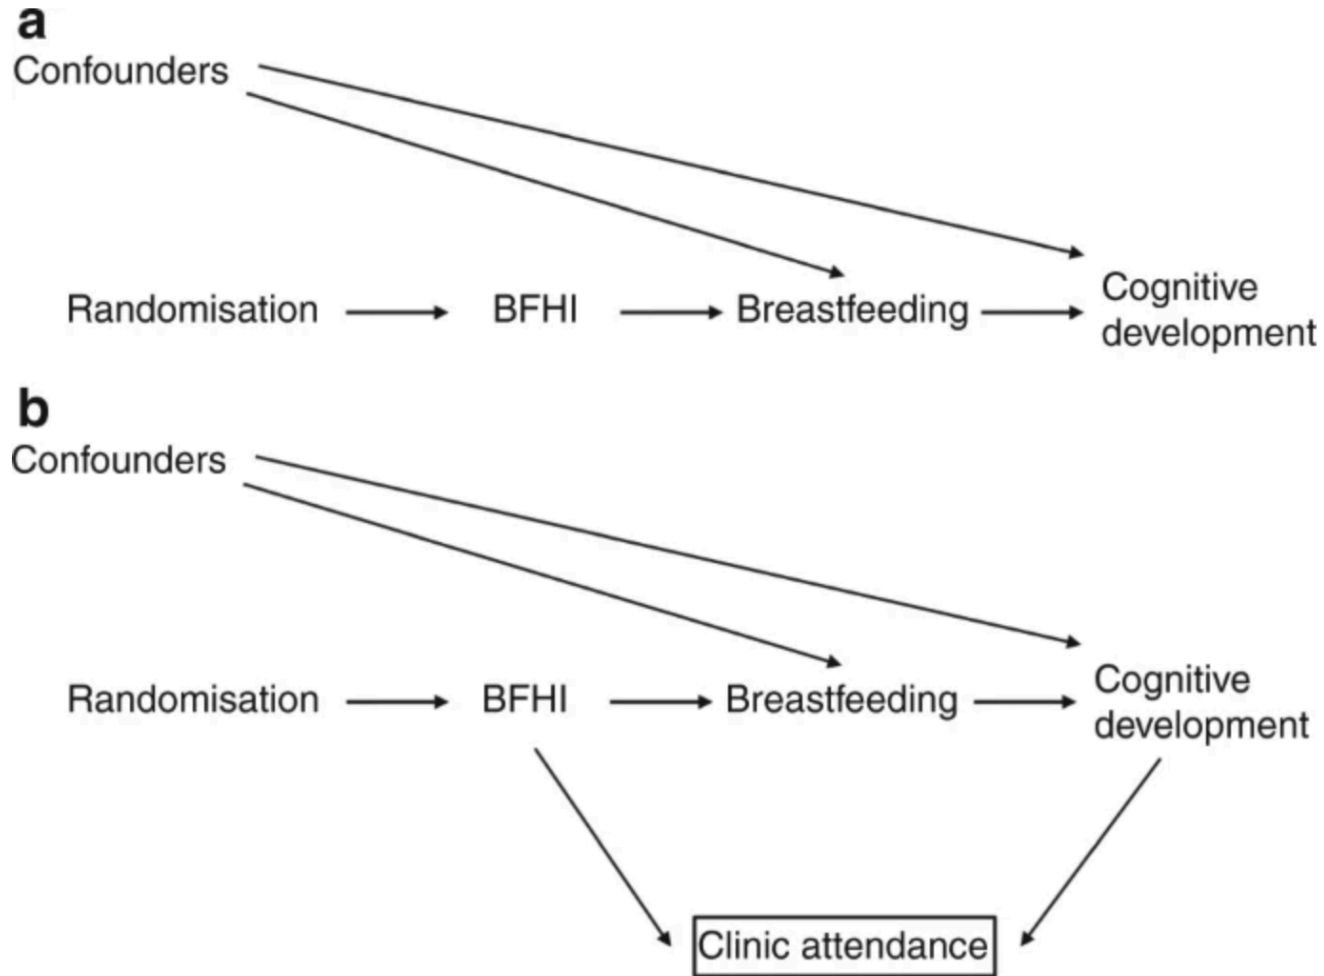 a
Confounders
Randomisation BFHI Breastfeeding Cognitive
development
b
Confounders
Randomisation BFHI Breastfeeding Cognitive
development
Clinic attendance